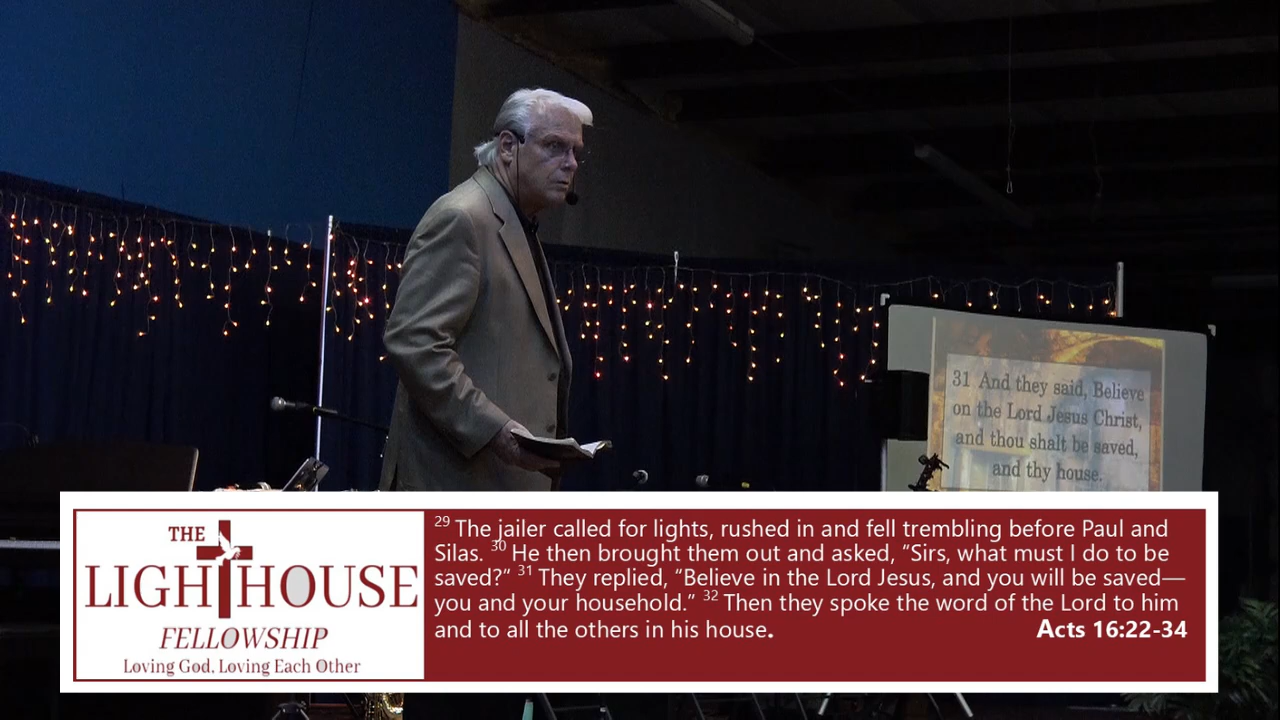 31 And they said, Believe
on the Lord Jesus Christ,
and thou shalt be saved,
and thy house.
THE
LIGHTHOUSE
FELLOWSHIP
Loving God, Loving Each Other
29 The jailer called for lights, rushed in and fell trembling before Paul and
Silas. 30 He then brought them out and asked, “Sirs, what must I do to be
saved?” 31 They replied, “Believe in the Lord Jesus, and you will be saved—
you and your household.” 32 Then they spoke the word of the Lord to him
and to all the others in his house.
Acts 16:22-34